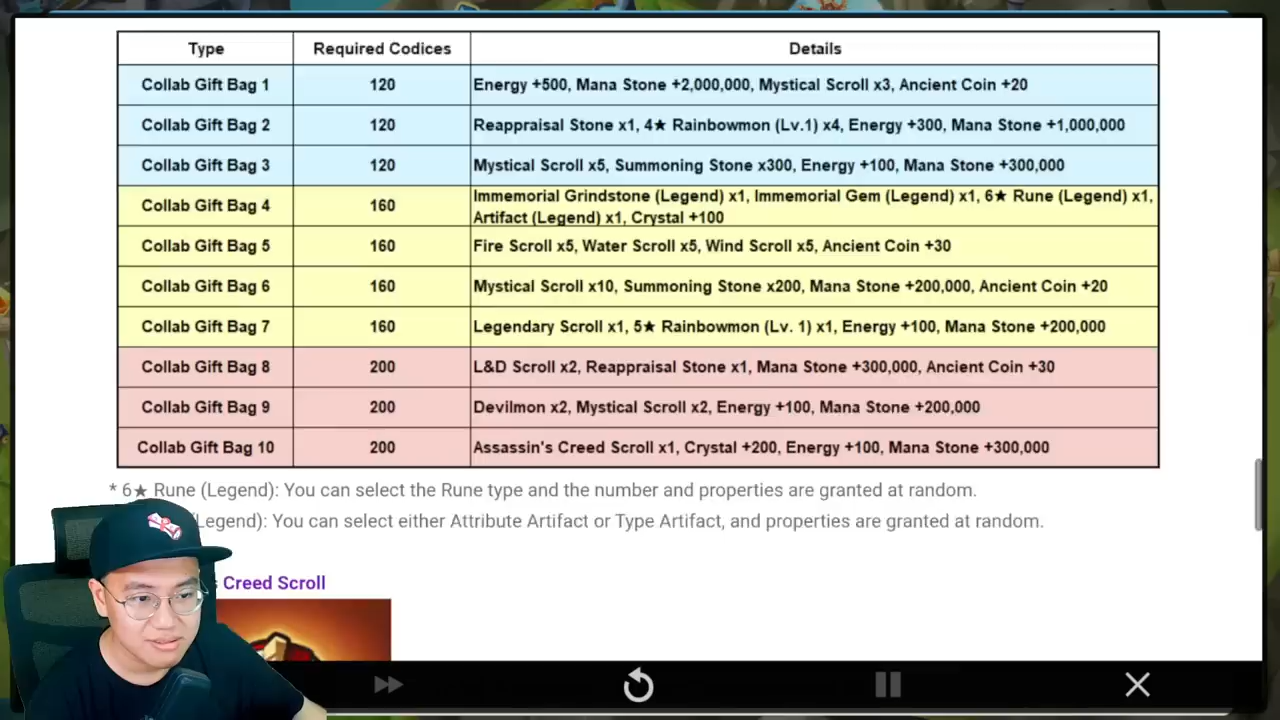 Type Required Codices Details
Collab Gift Bag 1 120 Energy +500, Mana Stone +2,000,000, Mystical Scroll x3, Ancient Coin +20
Collab Gift Bag 2 120 Reappraisal Stone x1, 4★ Rainbowmon (Lv.1) x4, Energy +300, Mana Stone +1,000,000
Collab Gift Bag 3 120 Mystical Scroll x5, Summoning Stone x300, Energy +100, Mana Stone +300,000
Collab Gift Bag 4 160 Immemorial Grindstone (Legend) x1, Immemorial Gem (Legend) x1, 6★ Rune (Legend) x1,
Artifact (Legend) x1, Crystal +100
Collab Gift Bag 5 160 Fire Scroll x5, Water Scroll x5, Wind Scroll x5, Ancient Coin +30
Collab Gift Bag 6 160 Mystical Scroll x10, Summoning Stone x200, Mana Stone +200,000, Ancient Coin +20
Collab Gift Bag 7 160 Legendary Scroll x1, 5★ Rainbowmon (Lv. 1) x1, Energy +100, Mana Stone +200,000
Collab Gift Bag 8 200 L&D Scroll x2, Reappraisal Stone x1, Mana Stone +300,000, Ancient Coin +30
Collab Gift Bag 9 200 Devilmon x2, Mystical Scroll x2, Energy +100, Mana Stone +200,000
Collab Gift Bag 10 200 Assassin's Creed Scroll x1, Crystal +200, Energy +100, Mana Stone +300,000
* 6★ Rune (Legend): You can select the Rune type and the number and properties are granted at random.
(Legend): You can select either Attribute Artifact or Type Artifact, and properties are granted at random.
Creed Scroll